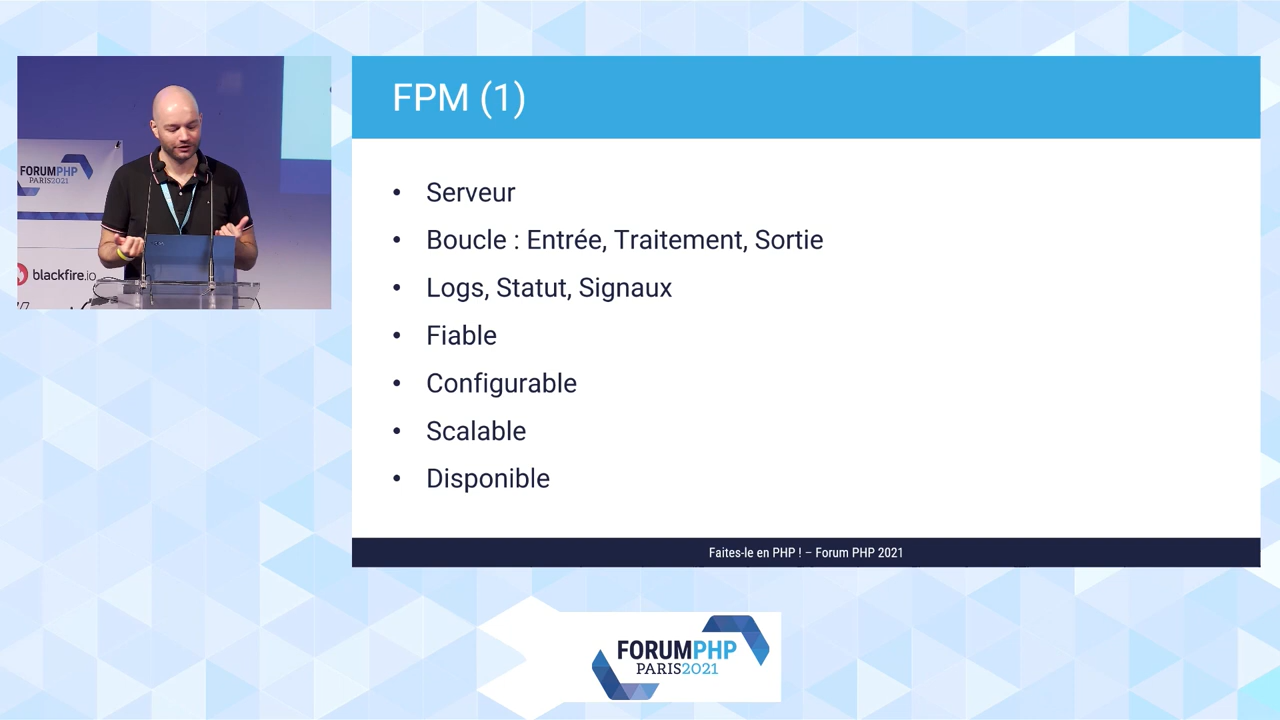 FORUMPHP
PARIS2021
blackfire.io
FPM (1)
• Serveur
• Boucle : Entrée, Traitement, Sortie
• Logs, Statut, Signaux
• Fiable
• Configurable
• Scalable
• Disponible
Faites-le en PHP ! – Forum PHP 2021
FORUMPHP
PARIS2021